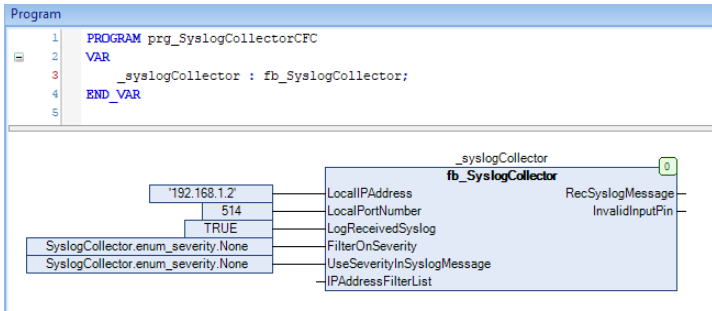 Program
1 PROGRAM prg_SyslogCollectorCFC
2 VAR
3 _syslogCollector : fb_SyslogCollector;
4 END_VAR
5
_syslogCollector
0
fb_SyslogCollector
'192.168.1.2' LocalIPAddress RecSyslogMessage
514 LocalPortNumber InvalidInputPin
TRUE LogReceivedSyslog
SyslogCollector.enum_severity.None FilterOnSeverity
SyslogCollector.enum_severity.None UseSeverityInSyslogMessage
IPAddressFilterList